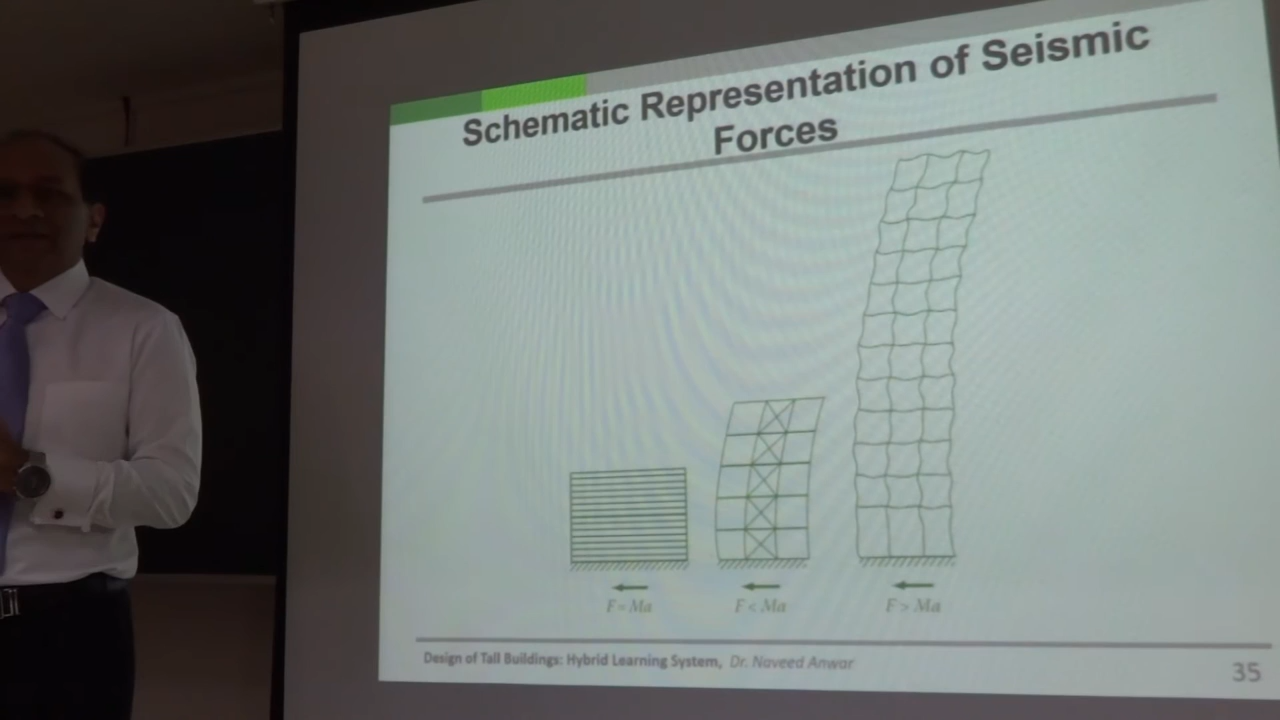 Schematic Representation of Seismic
Forces
F = Ma
F < Ma
F > Ma
Design of Tall Buildings: Hybrid Learning System, Dr. Naveed Anwar
35